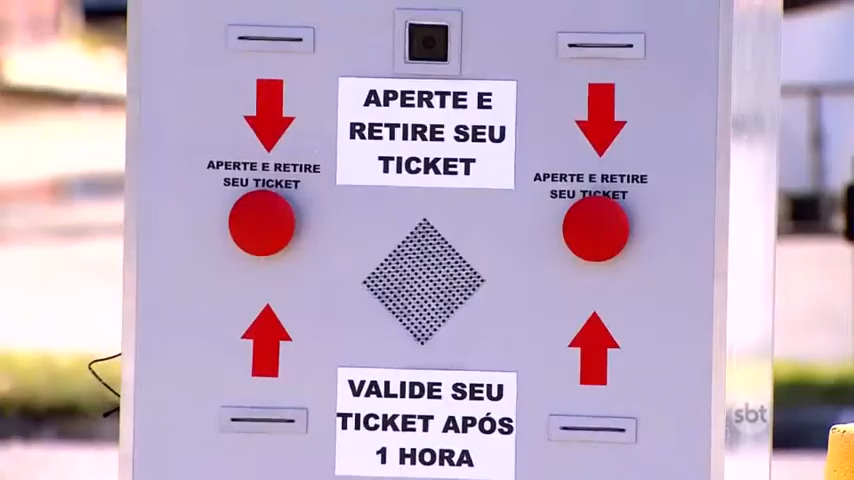 APERTE E
RETIRE SEU
TICKET
APERTE E RETIRE
SEU TICKET
APERTE E RETIRE
SEU TICKET
VALIDE SEU
TICKET APÓS
1 HORA
sbt